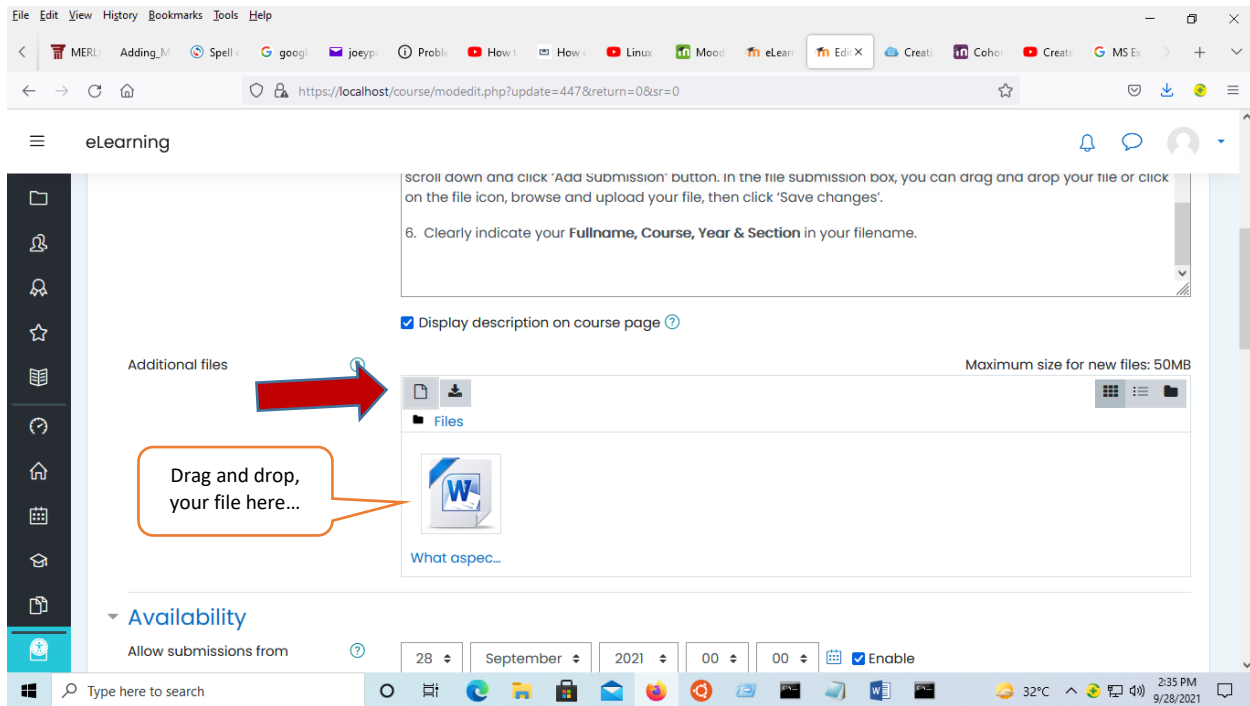 File Edit View History Bookmarks Tools Help
MERL Adding_M Spell c googl joeyp Proble How t How c Linux Mood eLearn Edit Creati Cohor Create MS Ex
https://localhost/course/modedit.php?update=447&return=0&sr=0
eLearning
scroll down and click 'Add Submission' button. In the file submission box, you can drag and drop your file or click
on the file icon, browse and upload your file, then click 'Save changes'.
6. Clearly indicate your Fullname, Course, Year & Section in your filename.
Display description on course page
Additional files
Maximum size for new files: 50MB
Files
Drag and drop,
your file here...
What aspec...
Availability
Allow submissions from
28 September 2021 00 00 Enable
Type here to search
32°C
2:35 PM
9/28/2021